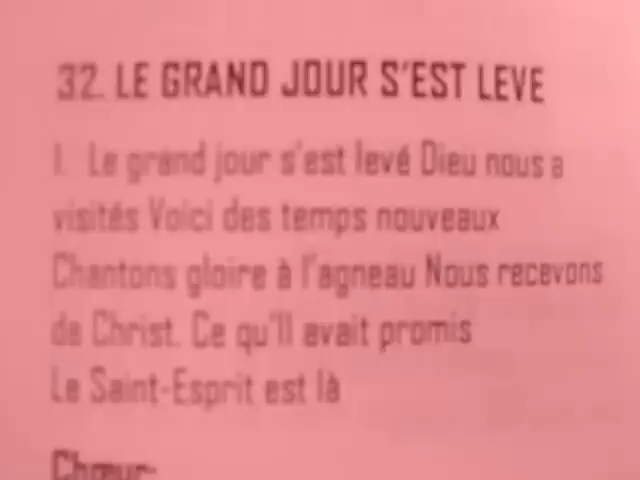 32. LE GRAND JOUR S'EST LEVE
1. Le grand jour s'est levé Dieu nous a
visités Voici des temps nouveaux
Chantons gloire à l'agneau Nous recevons
de Christ. Ce qu'Il avait promis
Le Saint-Esprit est là
Chœur: